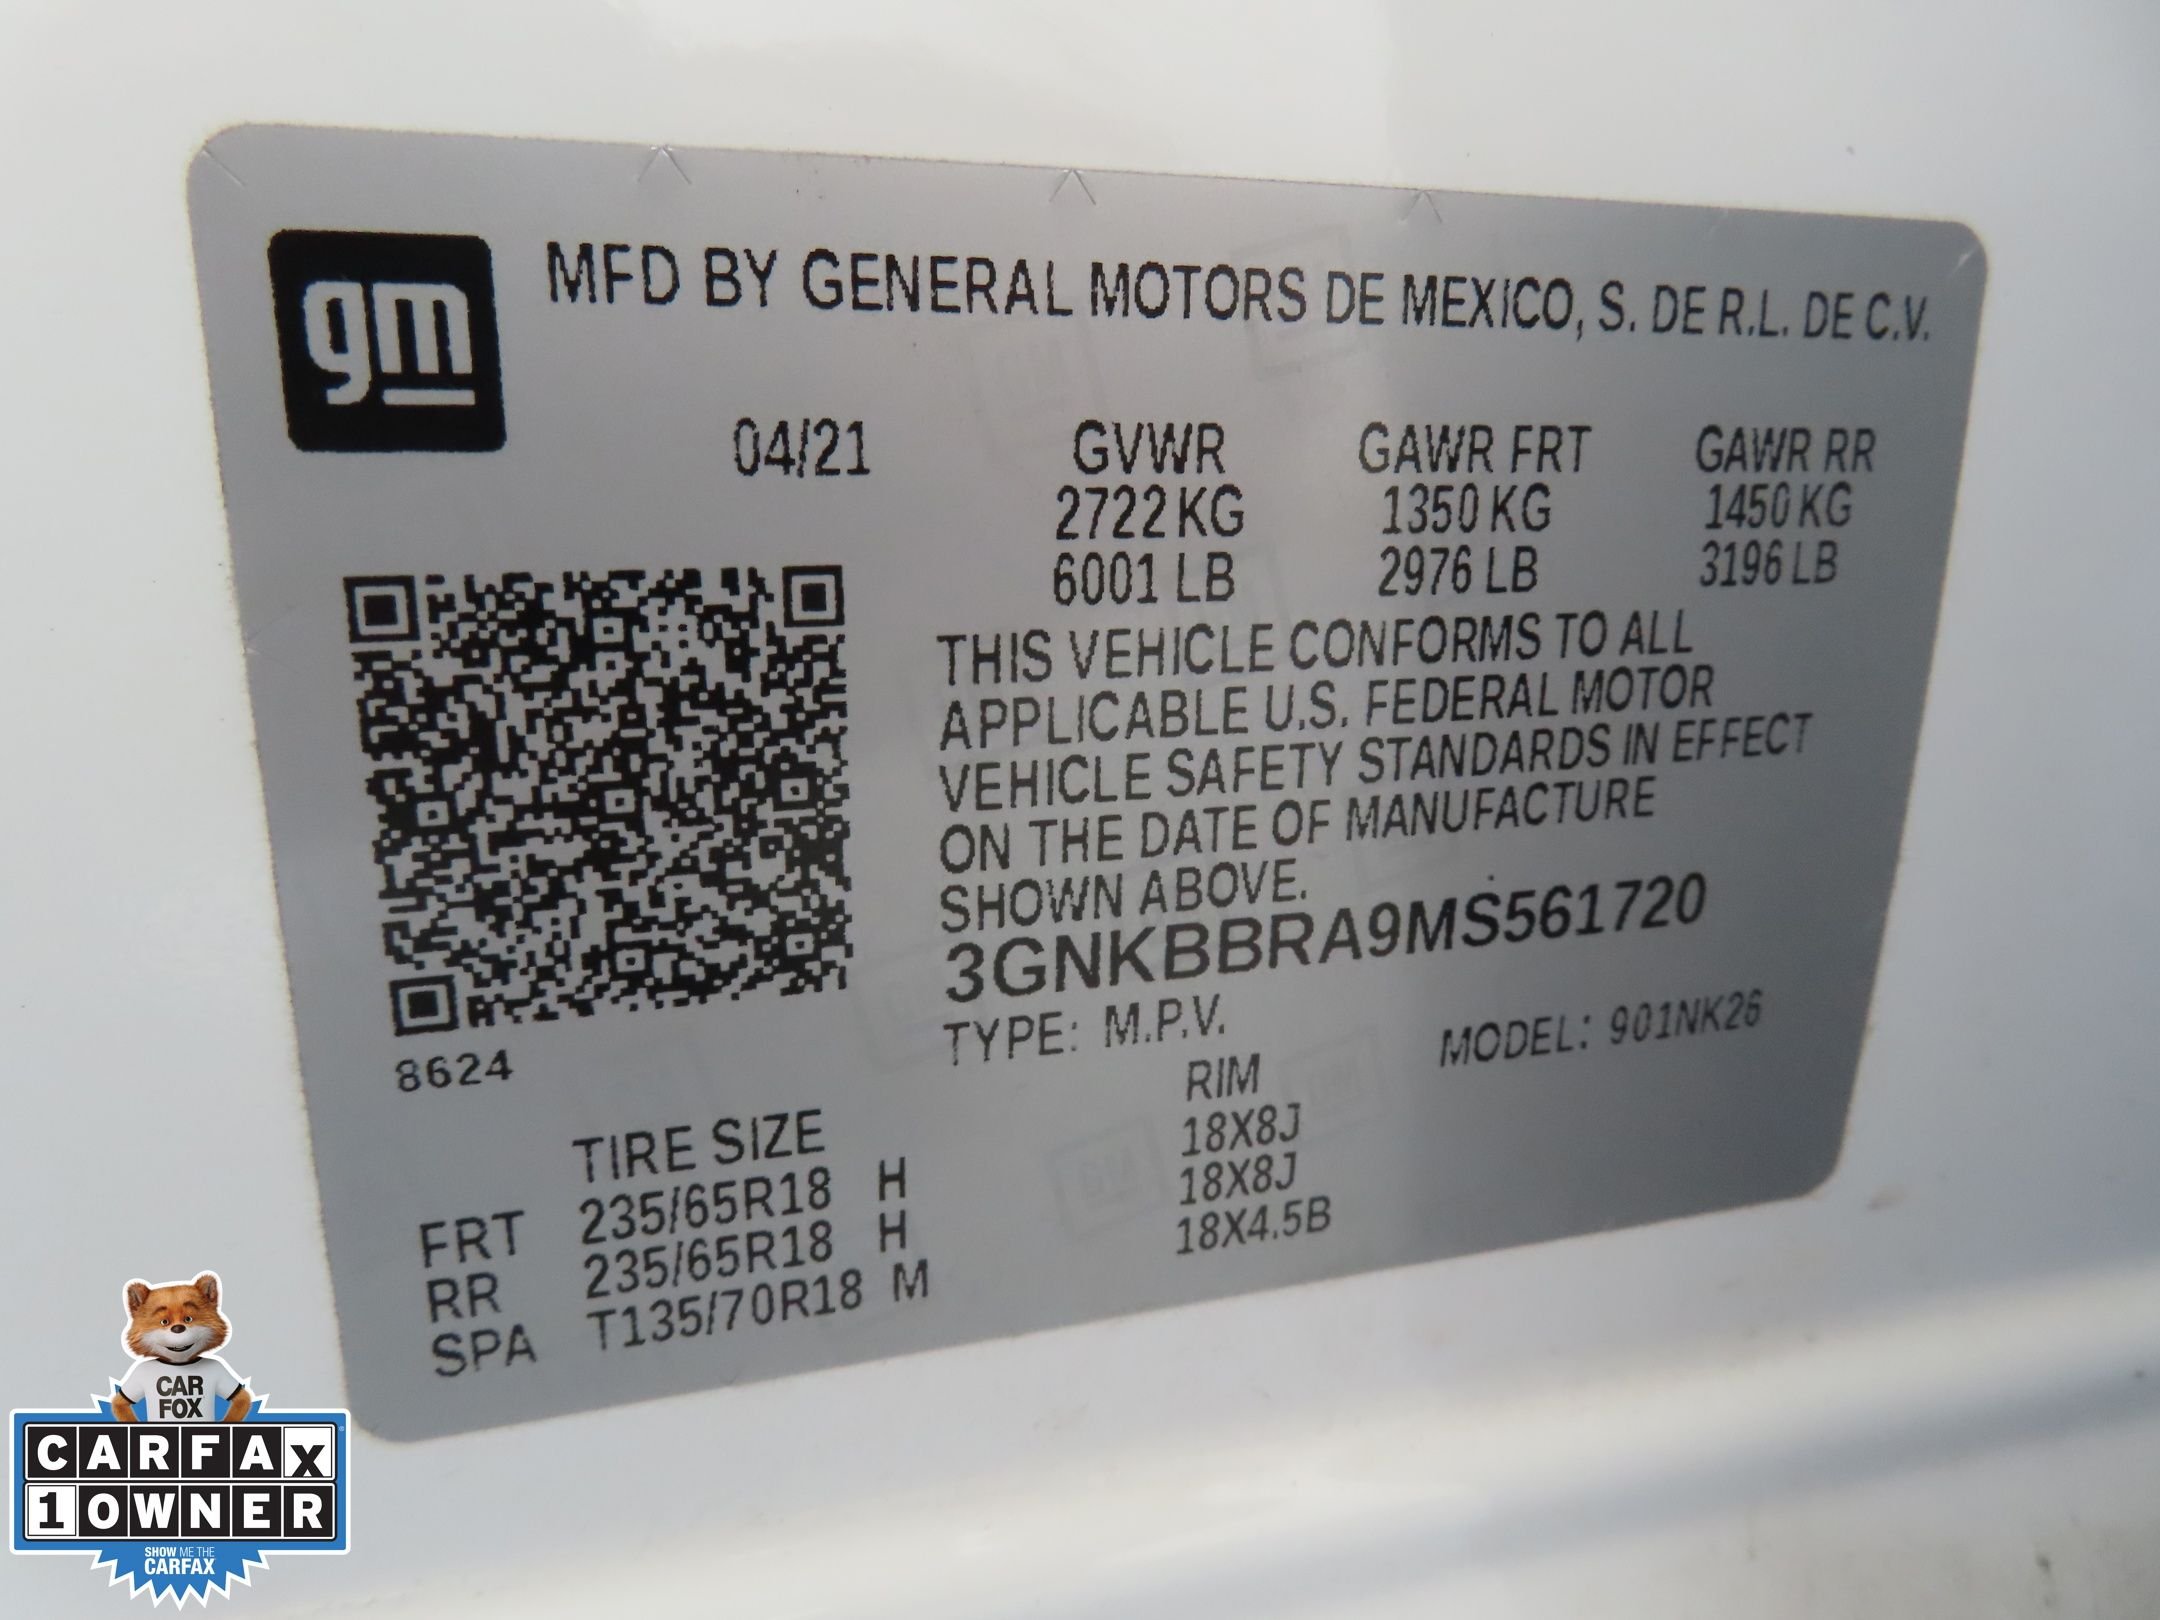 gm
MFD BY GENERAL MOTORS DE MEXICO, S. DE R.L. DE C.V.
04/21 GVWR GAWR FRT GAWR RR
2722 KG 1350 KG 1450 KG
6001 LB 2976 LB 3196 LB
THIS VEHICLE CONFORMS TO ALL
APPLICABLE U.S. FEDERAL MOTOR
VEHICLE SAFETY STANDARDS IN EFFECT
ON THE DATE OF MANUFACTURE
SHOWN ABOVE.
3GNKBBRA9MS561720
TYPE: M.P.V. MODEL: 901NK26
8624
TIRE SIZE RIM
FRT 235/65R18 H 18X8J
RR 235/65R18 H 18X8J
SPA T135/70R18 M 18X4.5B
CAR
FOX
CARFAX
1 OWNER
SHOW ME THE
CARFAX